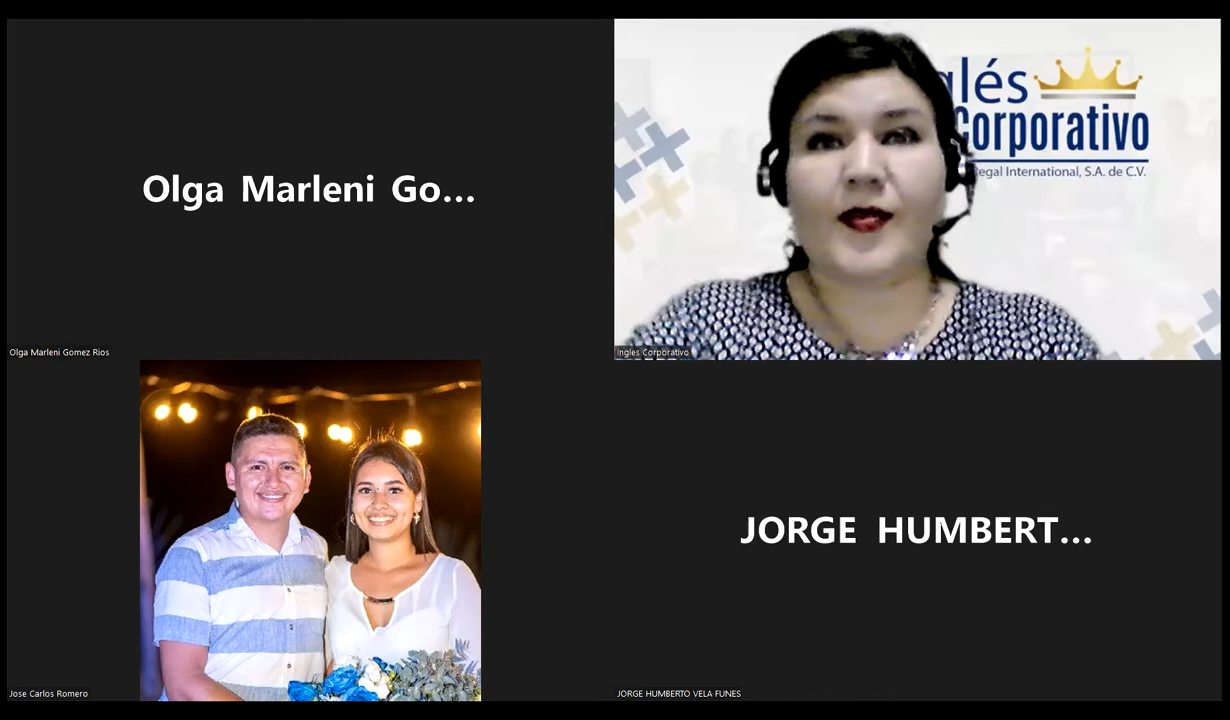 Olga Marleni Go...
Olga Marleni Gomez Rios
glés
Corporativo
Regal International, S.A. de C.V.
Ingles Corporativo
Jose Carlos Romero
JORGE HUMBERT...
JORGE HUMBERTO VELA FUNES